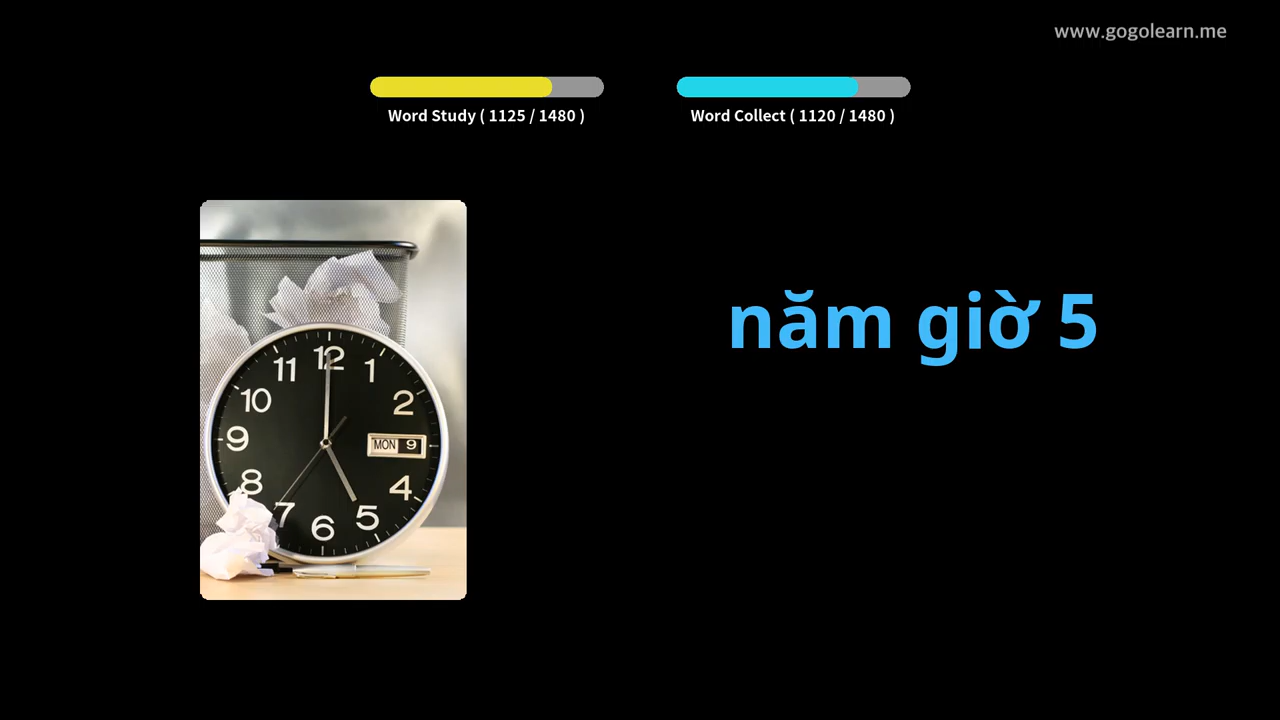 www.gogolearn.me
Word Study ( 1125 / 1480 )
Word Collect ( 1120 / 1480 )
năm giờ 5
12
11
1
10
2
9
MON 9
8
4
7
5
6